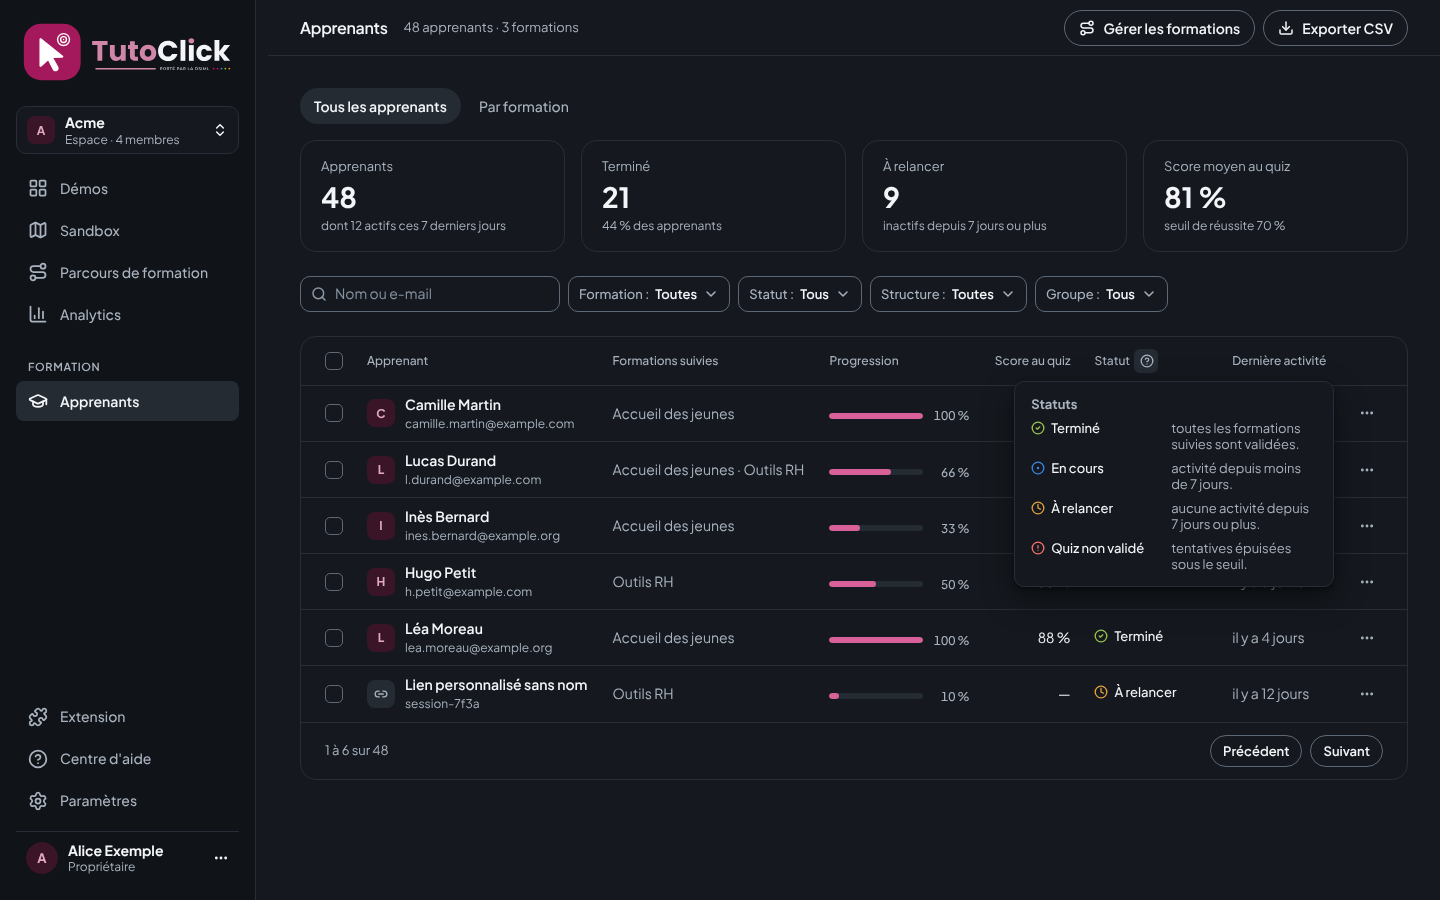 TutoClick
PORTÉ PAR LA DSIML
Acme
A
Espace · 4 membres
Démos
Sandbox
Parcours de formation
Analytics
FORMATION
Apprenants
Extension
Centre d'aide
Paramètres
A
Alice Exemple
Propriétaire
Apprenants 48 apprenants · 3 formations
Gérer les formations
Exporter CSV
Tous les apprenants
Par formation
Apprenants
48
dont 12 actifs ces 7 derniers jours
Terminé
21
44 % des apprenants
À relancer
9
inactifs depuis 7 jours ou plus
Score moyen au quiz
81 %
seuil de réussite 70 %
Nom ou e-mail
Formation : Toutes
Statut : Tous
Structure : Toutes
Groupe : Tous
Apprenant Formations suivies Progression Score au quiz Statut Dernière activité
C
Camille Martin
camille.martin@example.com
Accueil des jeunes
100 %
L
Lucas Durand
l.durand@example.com
Accueil des jeunes · Outils RH
66 %
I
Inès Bernard
ines.bernard@example.org
Accueil des jeunes
33 %
H
Hugo Petit
h.petit@example.com
Outils RH
50 %
L
Léa Moreau
lea.moreau@example.org
Accueil des jeunes
100 %
88 %
Terminé
il y a 4 jours
Lien personnalisé sans nom
session-7f3a
Outils RH
10 %
—
À relancer
il y a 12 jours
Statuts
Terminé
toutes les formations
suivies sont validées.
En cours
activité depuis moins
de 7 jours.
À relancer
aucune activité depuis
7 jours ou plus.
Quiz non validé
tentatives épuisées
sous le seuil.
1 à 6 sur 48
Précédent
Suivant